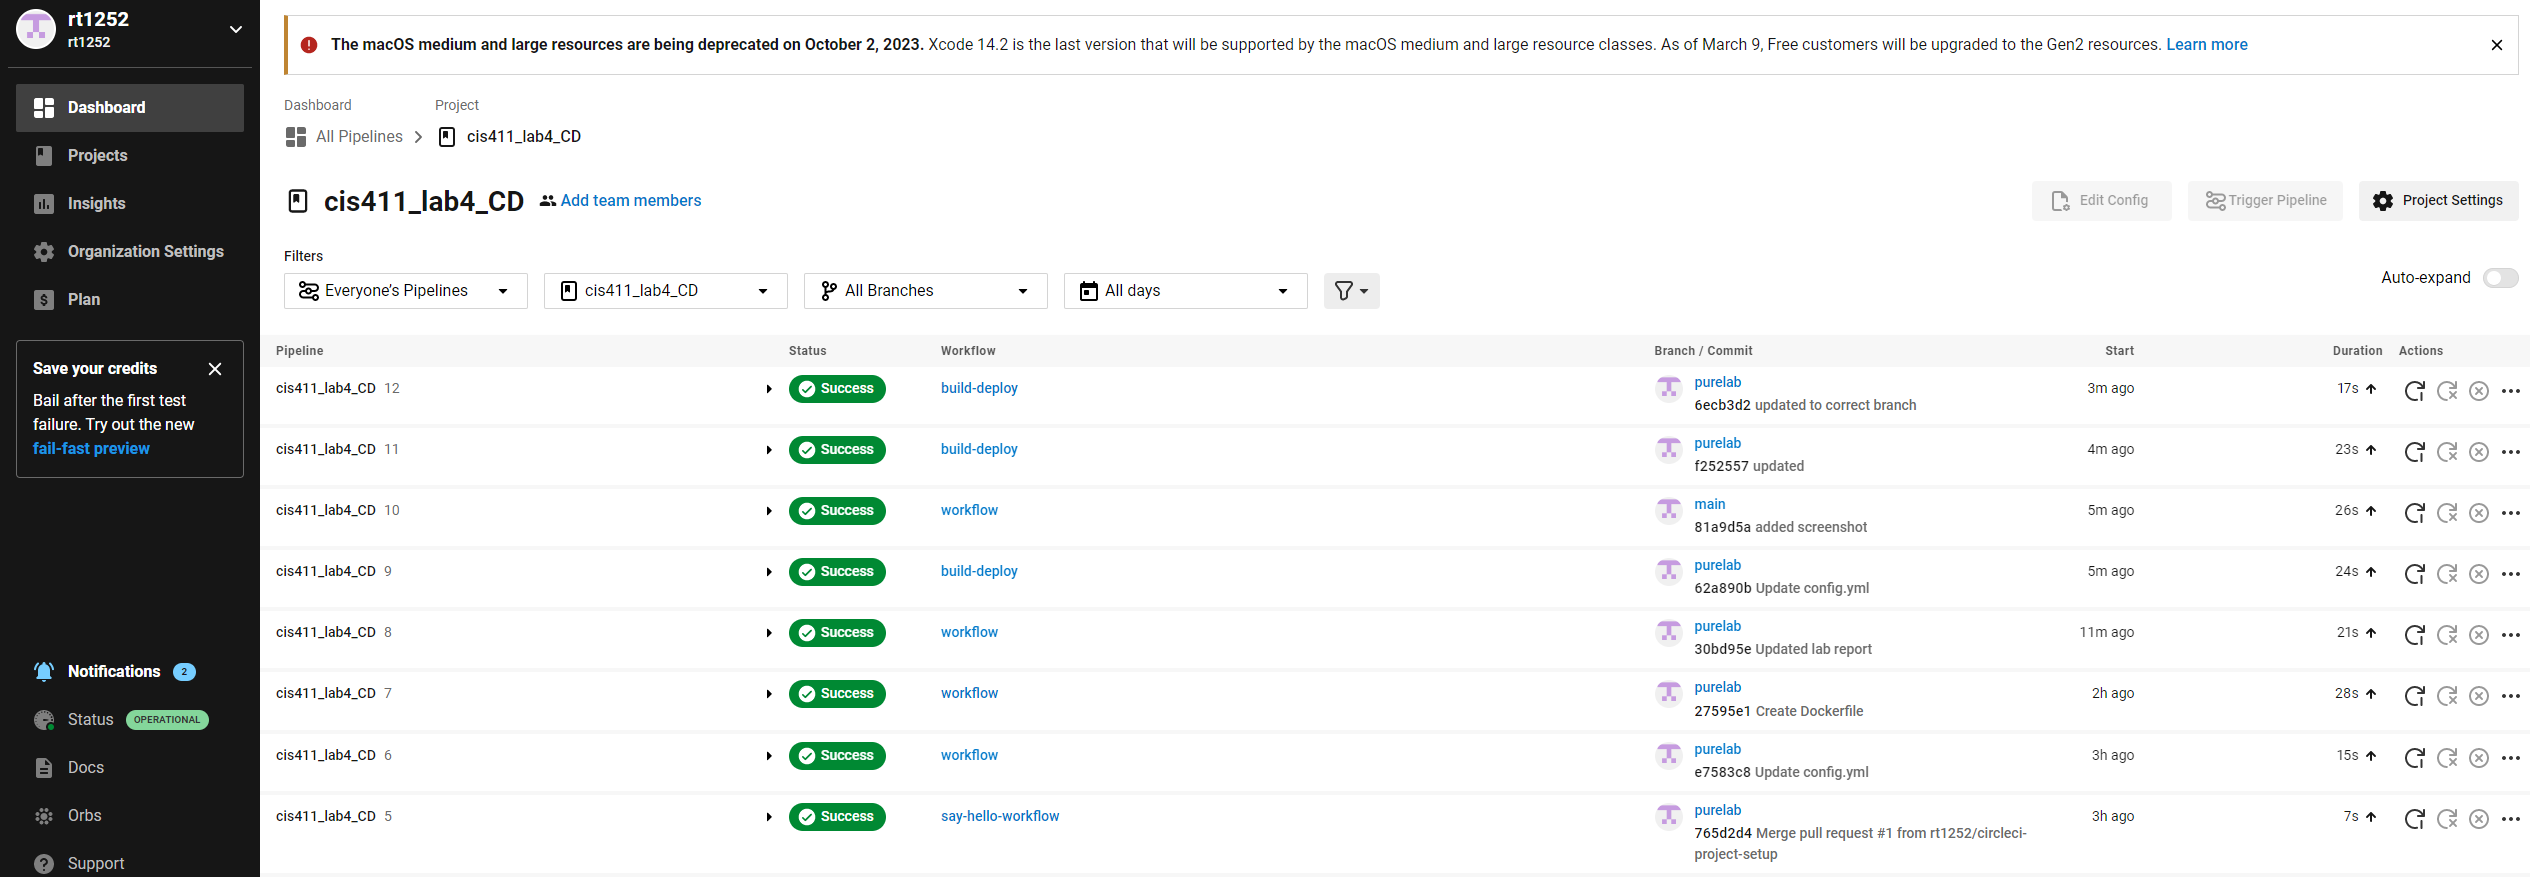 rt1252
rt1252
Dashboard
Projects
Insights
Organization Settings
Plan
Save your credits
Bail after the first test
failure. Try out the new
fail-fast preview
Notifications 2
Status OPERATIONAL
Docs
Orbs
Support
The macOS medium and large resources are being deprecated on October 2, 2023. Xcode 14.2 is the last version that will be supported by the macOS medium and large resource classes. As of March 9, Free customers will be upgraded to the Gen2 resources. Learn more
Dashboard Project
All Pipelines cis411_lab4_CD
cis411_lab4_CD Add team members
Edit Config Trigger Pipeline Project Settings
Filters
Everyone's Pipelines cis411_lab4_CD All Branches All days
Auto-expand
Pipeline Status Workflow Branch / Commit Start Duration Actions
cis411_lab4_CD 12 Success build-deploy purelab 3m ago 17s
6ecb3d2 updated to correct branch
cis411_lab4_CD 11 Success build-deploy purelab 4m ago 23s
f252557 updated
cis411_lab4_CD 10 Success workflow main 5m ago 26s
81a9d5a added screenshot
cis411_lab4_CD 9 Success build-deploy purelab 5m ago 24s
62a890b Update config.yml
cis411_lab4_CD 8 Success workflow purelab 11m ago 21s
30bd95e Updated lab report
cis411_lab4_CD 7 Success workflow purelab 2h ago 28s
27595e1 Create Dockerfile
cis411_lab4_CD 6 Success workflow purelab 3h ago 15s
e7583c8 Update config.yml
cis411_lab4_CD 5 Success say-hello-workflow purelab 3h ago 7s
765d2d4 Merge pull request #1 from rt1252/circleci-
project-setup